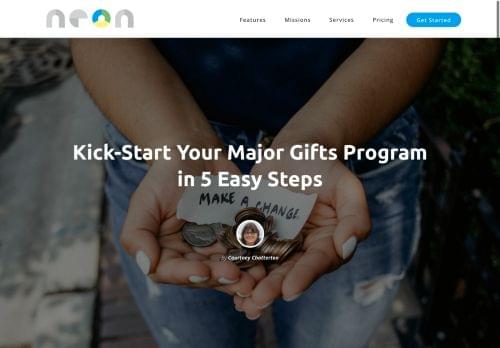 neon
Features
Missions
Services
Pricing
Get Started
Kick-Start Your Major Gifts Program
in 5 Easy Steps
MAKE A CHANGE
By Courtney Chatterton